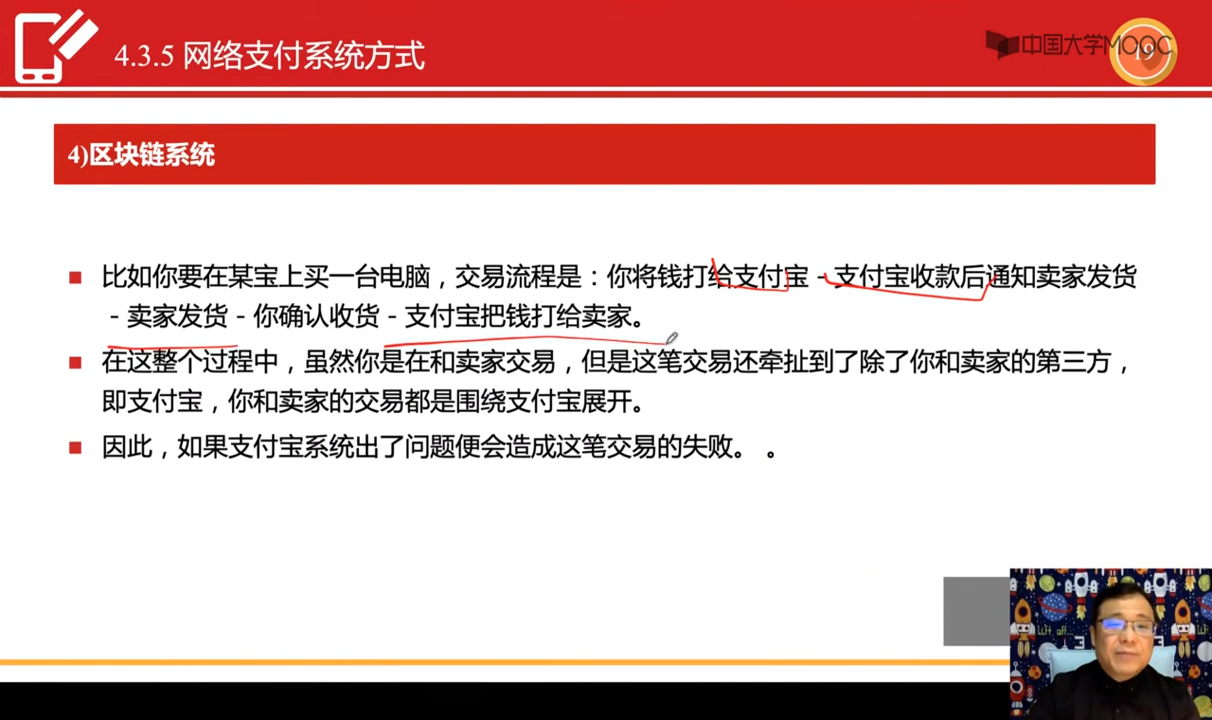 4.3.5 网络支付系统方式
中国大学MOOC
19
4)区块链系统
比如你要在某宝上买一台电脑，交易流程是：你将钱打给支付宝－支付宝收款后通知卖家发货
－卖家发货－你确认收货－支付宝把钱打给卖家。
在这整个过程中，虽然你是在和卖家交易，但是这笔交易还牵扯到了除了你和卖家的第三方，
即支付宝，你和卖家的交易都是围绕支付宝展开。
因此，如果支付宝系统出了问题便会造成这笔交易的失败。 。